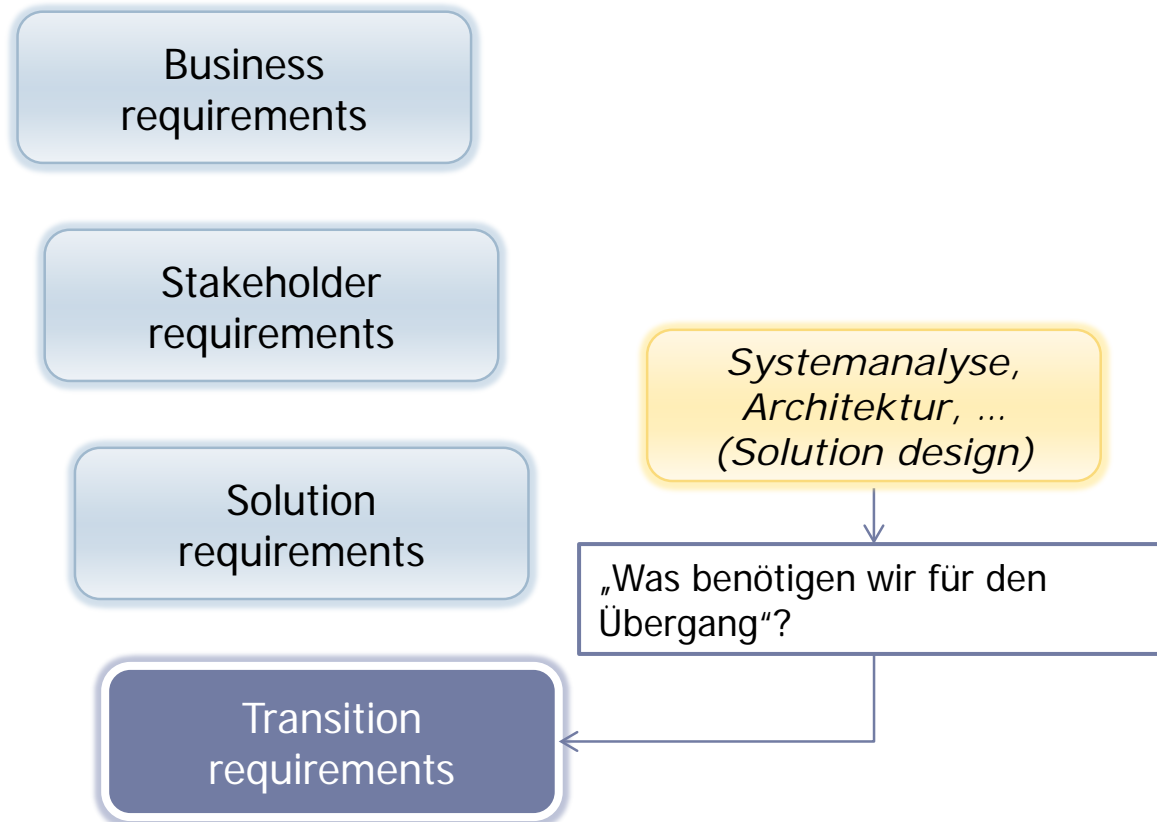 Business
requirements
Stakeholder
requirements
Solution
requirements
Transition
requirements
Systemanalyse,
Architektur, ...
(Solution design)
„Was benötigen wir für den
Übergang“?